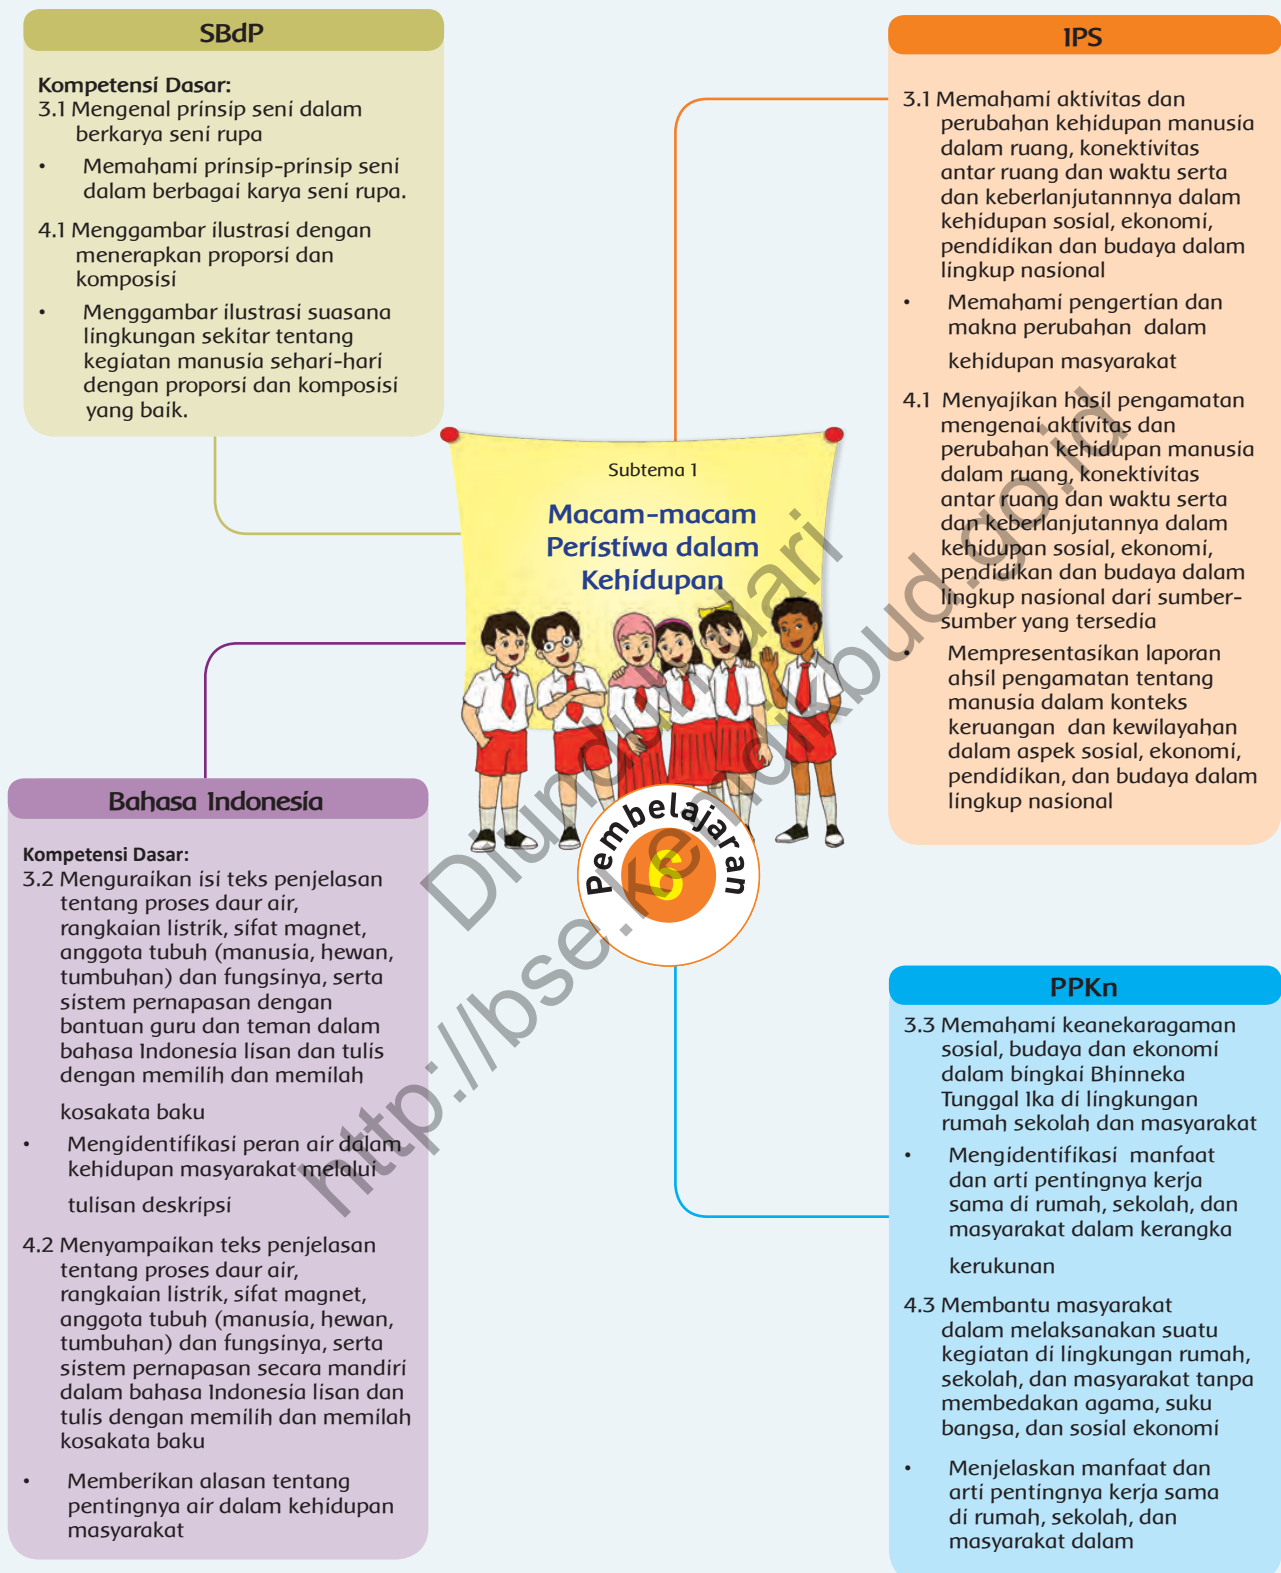 SBdP
Kompetensi Dasar:
3.1 Mengenal prinsip seni dalam
berkarya seni rupa
• Memahami prinsip-prinsip seni
dalam berbagai karya seni rupa.
4.1 Menggambar ilustrasi dengan
menerapkan proporsi dan
komposisi
• Menggambar ilustrasi suasana
lingkungan sekitar tentang
kegiatan manusia sehari-hari
dengan proporsi dan komposisi
yang baik.
IPS
3.1 Memahami aktivitas dan
perubahan kehidupan manusia
dalam ruang, konektivitas
antar ruang dan waktu serta
dan keberlanjutannnya dalam
kehidupan sosial, ekonomi,
pendidikan dan budaya dalam
lingkup nasional
• Memahami pengertian dan
makna perubahan dalam
kehidupan masyarakat
4.1 Menyajikan hasil pengamatan
mengenai aktivitas dan
perubahan kehidupan manusia
dalam ruang, konektivitas
antar ruang dan waktu serta
dan keberlanjutannya dalam
kehidupan sosial, ekonomi,
pendidikan dan budaya dalam
lingkup nasional dari sumber-
sumber yang tersedia
• Mempresentasikan laporan
ahsil pengamatan tentang
manusia dalam konteks
keruangan dan kewilayahan
dalam aspek sosial, ekonomi,
pendidikan, dan budaya dalam
lingkup nasional
Subtema 1
Macam-macam
Peristiwa dalam
Kehidupan
Pembelajaran
6
Bahasa Indonesia
Kompetensi Dasar:
3.2 Menguraikan isi teks penjelasan
tentang proses daur air,
rangkaian listrik, sifat magnet,
anggota tubuh (manusia, hewan,
tumbuhan) dan fungsinya, serta
sistem pernapasan dengan
bantuan guru dan teman dalam
bahasa Indonesia lisan dan tulis
dengan memilih dan memilah
kosakata baku
• Mengidentifikasi peran air dalam
kehidupan masyarakat melalui
tulisan deskripsi
4.2 Menyampaikan teks penjelasan
tentang proses daur air,
rangkaian listrik, sifat magnet,
anggota tubuh (manusia, hewan,
tumbuhan) dan fungsinya, serta
sistem pernapasan secara mandiri
dalam bahasa Indonesia lisan dan
tulis dengan memilih dan memilah
kosakata baku
• Memberikan alasan tentang
pentingnya air dalam kehidupan
masyarakat
PPKn
3.3 Memahami keanekaragaman
sosial, budaya dan ekonomi
dalam bingkai Bhinneka
Tunggal Ika di lingkungan
rumah sekolah dan masyarakat
• Mengidentifikasi manfaat
dan arti pentingnya kerja
sama di rumah, sekolah, dan
masyarakat dalam kerangka
kerukunan
4.3 Membantu masyarakat
dalam melaksanakan suatu
kegiatan di lingkungan rumah,
sekolah, dan masyarakat tanpa
membedakan agama, suku
bangsa, dan sosial ekonomi
• Menjelaskan manfaat dan
arti pentingnya kerja sama
di rumah, sekolah, dan
masyarakat dalam
Diunduh dari
http://bse.kemdikbud.go.id